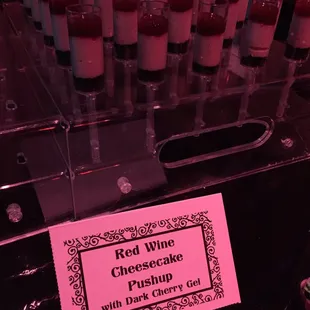 Red Wine
Cheesecake
Pushup
with Dark Cherry Gel